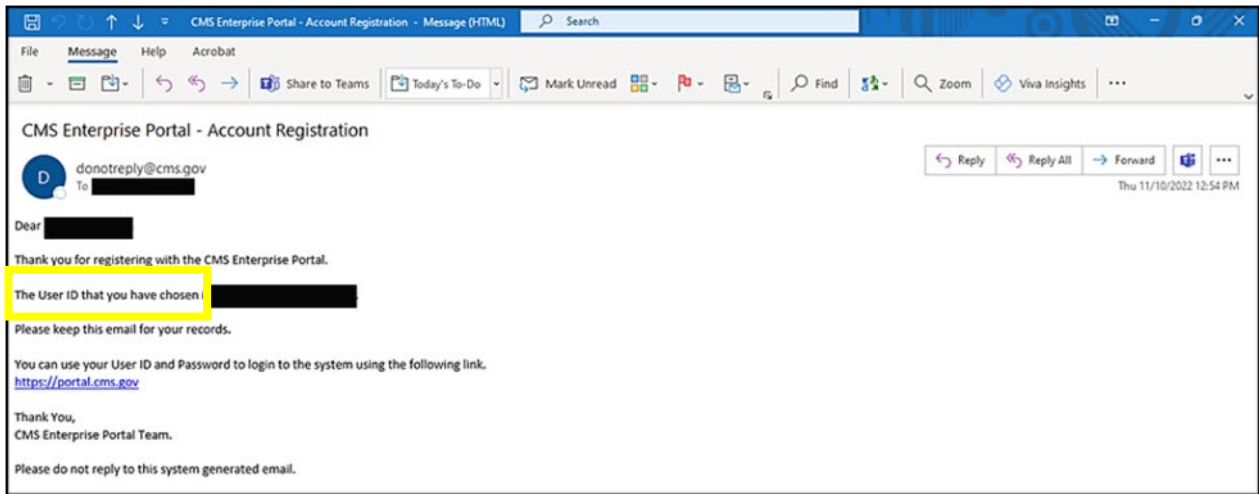 CMS Enterprise Portal - Account Registration - Message (HTML)
Search
File Message Help Acrobat
Share to Teams Today's To-Do Mark Unread Find Zoom Viva Insights
CMS Enterprise Portal - Account Registration
D
donotreply@cms.gov
To
Reply Reply All Forward
Thu 11/10/2022 12:54 PM
Dear
Thank you for registering with the CMS Enterprise Portal.
The User ID that you have chosen
Please keep this email for your records.
You can use your User ID and Password to login to the system using the following link.
https://portal.cms.gov
Thank You,
CMS Enterprise Portal Team.
Please do not reply to this system generated email.